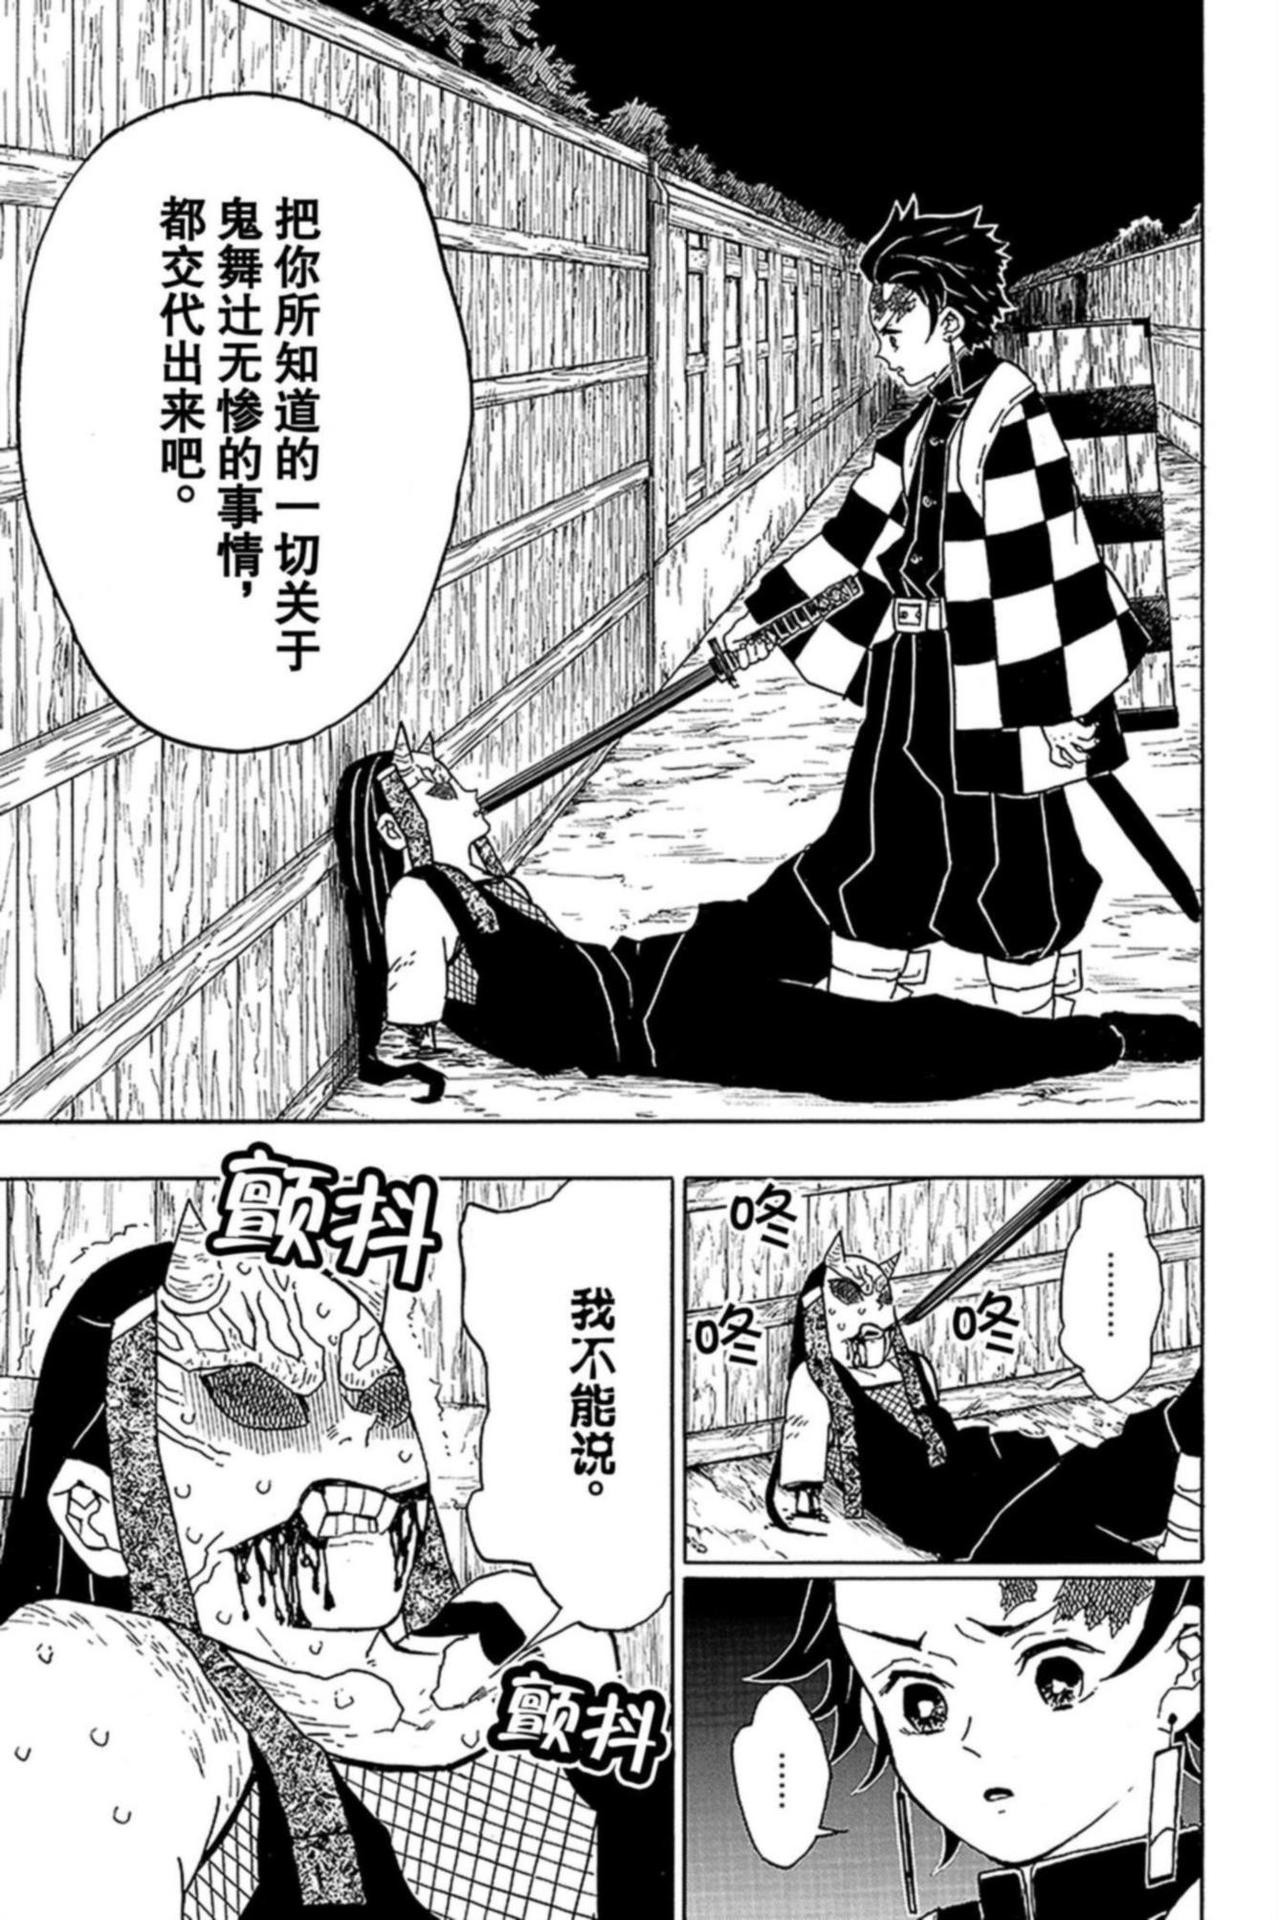 把你所知道的一切关于
鬼舞辻无惨的事情，
都交代出来吧。
………
咚
咚
咚
……
我不能说。
颤抖
颤抖